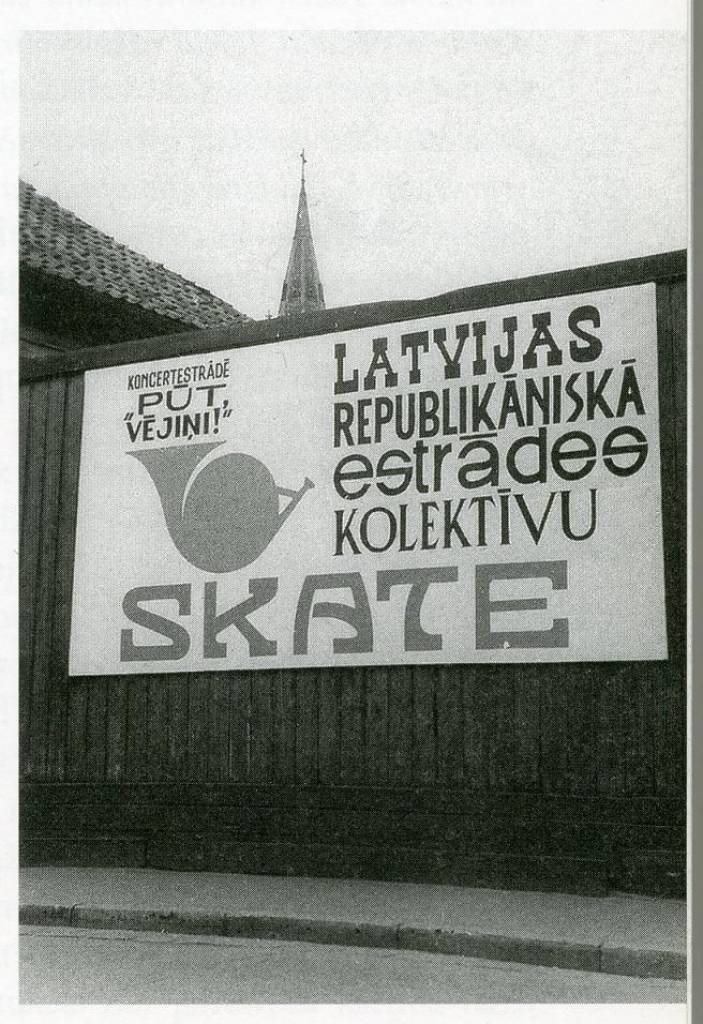 KONCERTESTRĀDĒ
„PŪT,
VĒJIŅI!"
LATVIJAS
REPUBLIKĀNISKĀ
estrādes
KOLEKTĪVU
SKATE